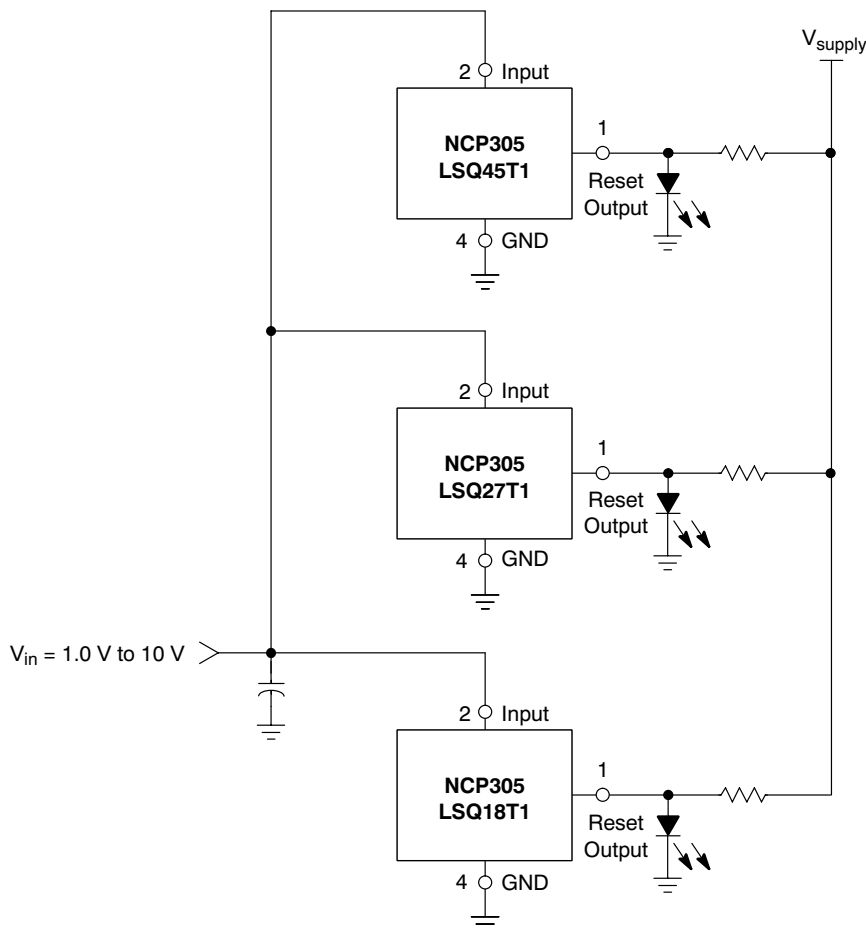 V_supply
2 Input
NCP305
LSQ45T1
1
Reset
Output
4 GND
2 Input
NCP305
LSQ27T1
1
Reset
Output
4 GND
V_in = 1.0 V to 10 V
2 Input
NCP305
LSQ18T1
1
Reset
Output
4 GND